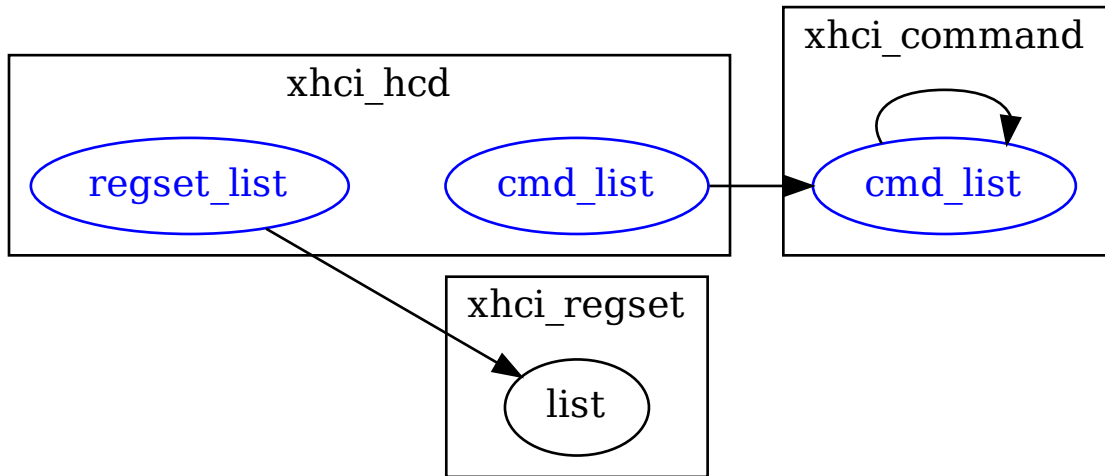 xhci_command
xhci_hcd
regset_list
cmd_list
cmd_list
xhci_regset
list